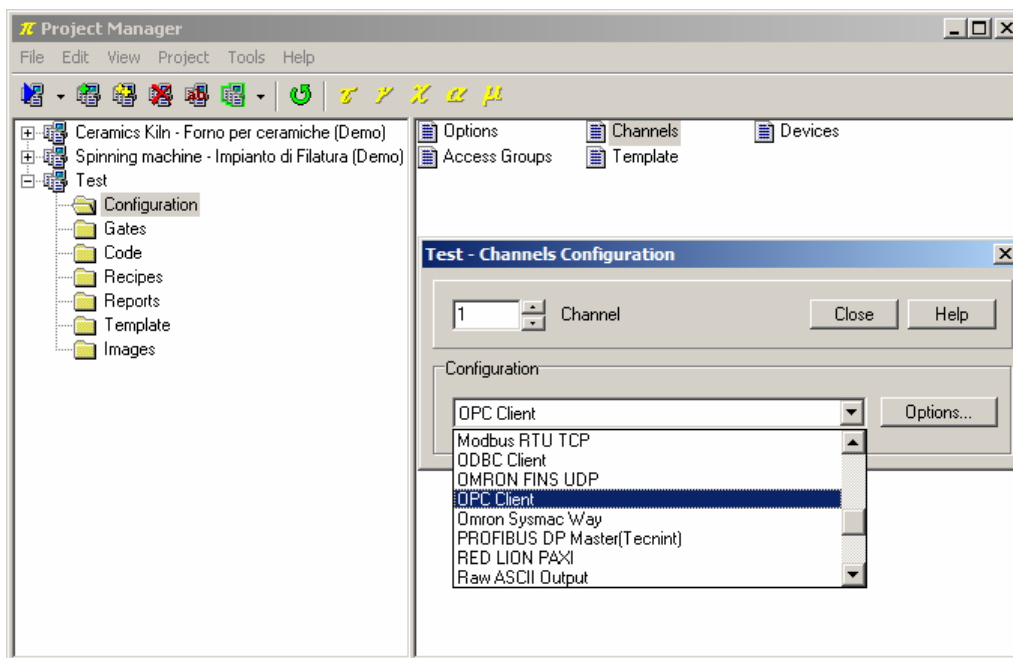 π Project Manager
File Edit View Project Tools Help
τ γ χ α μ
Ceramics Kiln - Forno per ceramiche (Demo)
Spinning machine - Impianto di Filatura (Demo)
Test
Configuration
Gates
Code
Recipes
Reports
Template
Images
Options Channels Devices
Access Groups Template
Test - Channels Configuration
1 Channel Close Help
Configuration
OPC Client Options...
Modbus RTU TCP
ODBC Client
OMRON FINS UDP
OPC Client
Omron Sysmac Way
PROFIBUS DP Master(Tecnint)
RED LION PAXI
Raw ASCII Output